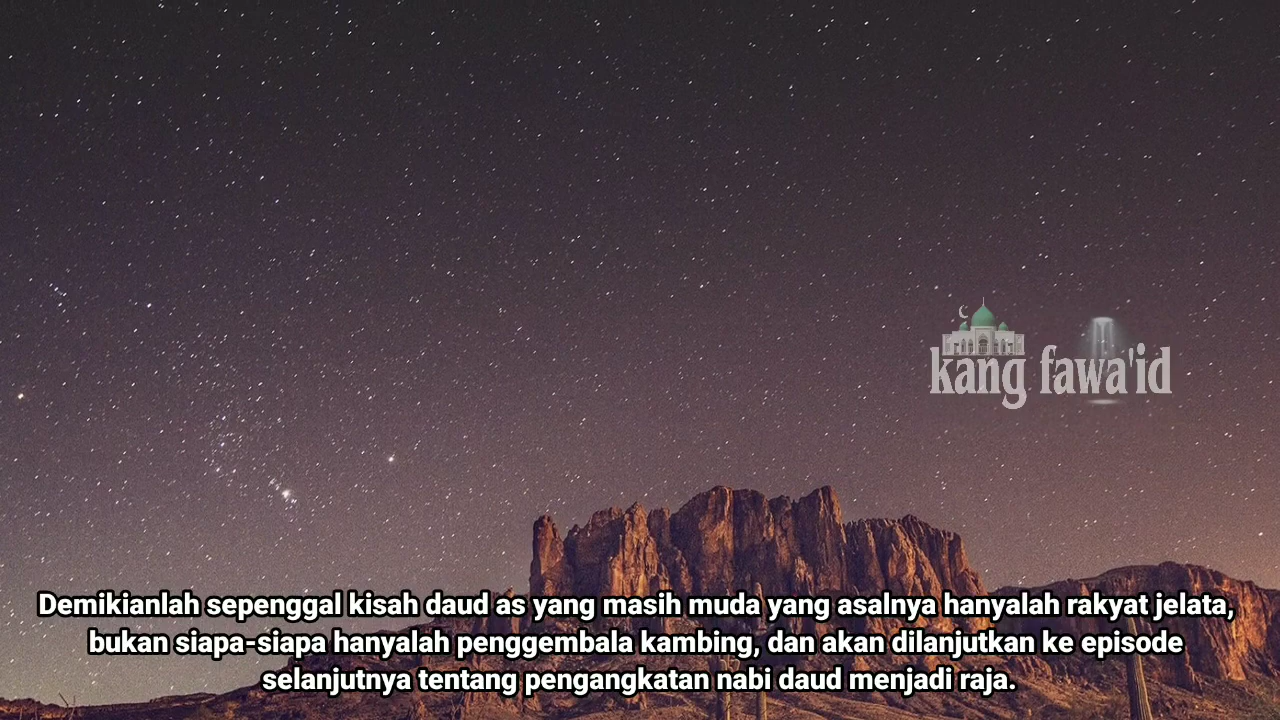 kang fawa'id
Demikianlah sepenggal kisah daud as yang masih muda yang asalnya hanyalah rakyat jelata,
bukan siapa-siapa hanyalah penggembala kambing, dan akan dilanjutkan ke episode
selanjutnya tentang pengangkatan nabi daud menjadi raja.